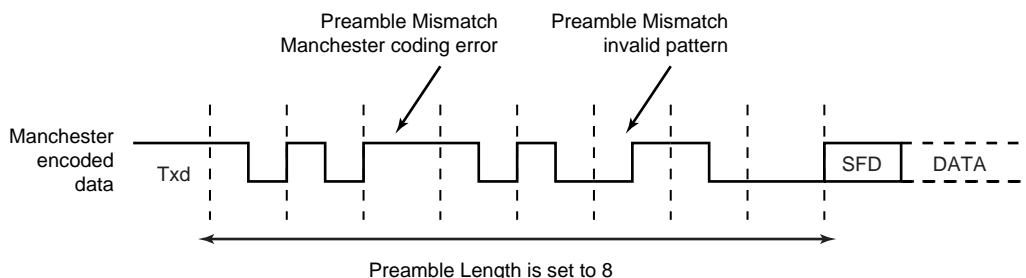 Preamble Mismatch
Manchester coding error
Preamble Mismatch
invalid pattern
Manchester
encoded
data
Txd
SFD
DATA
Preamble Length is set to 8